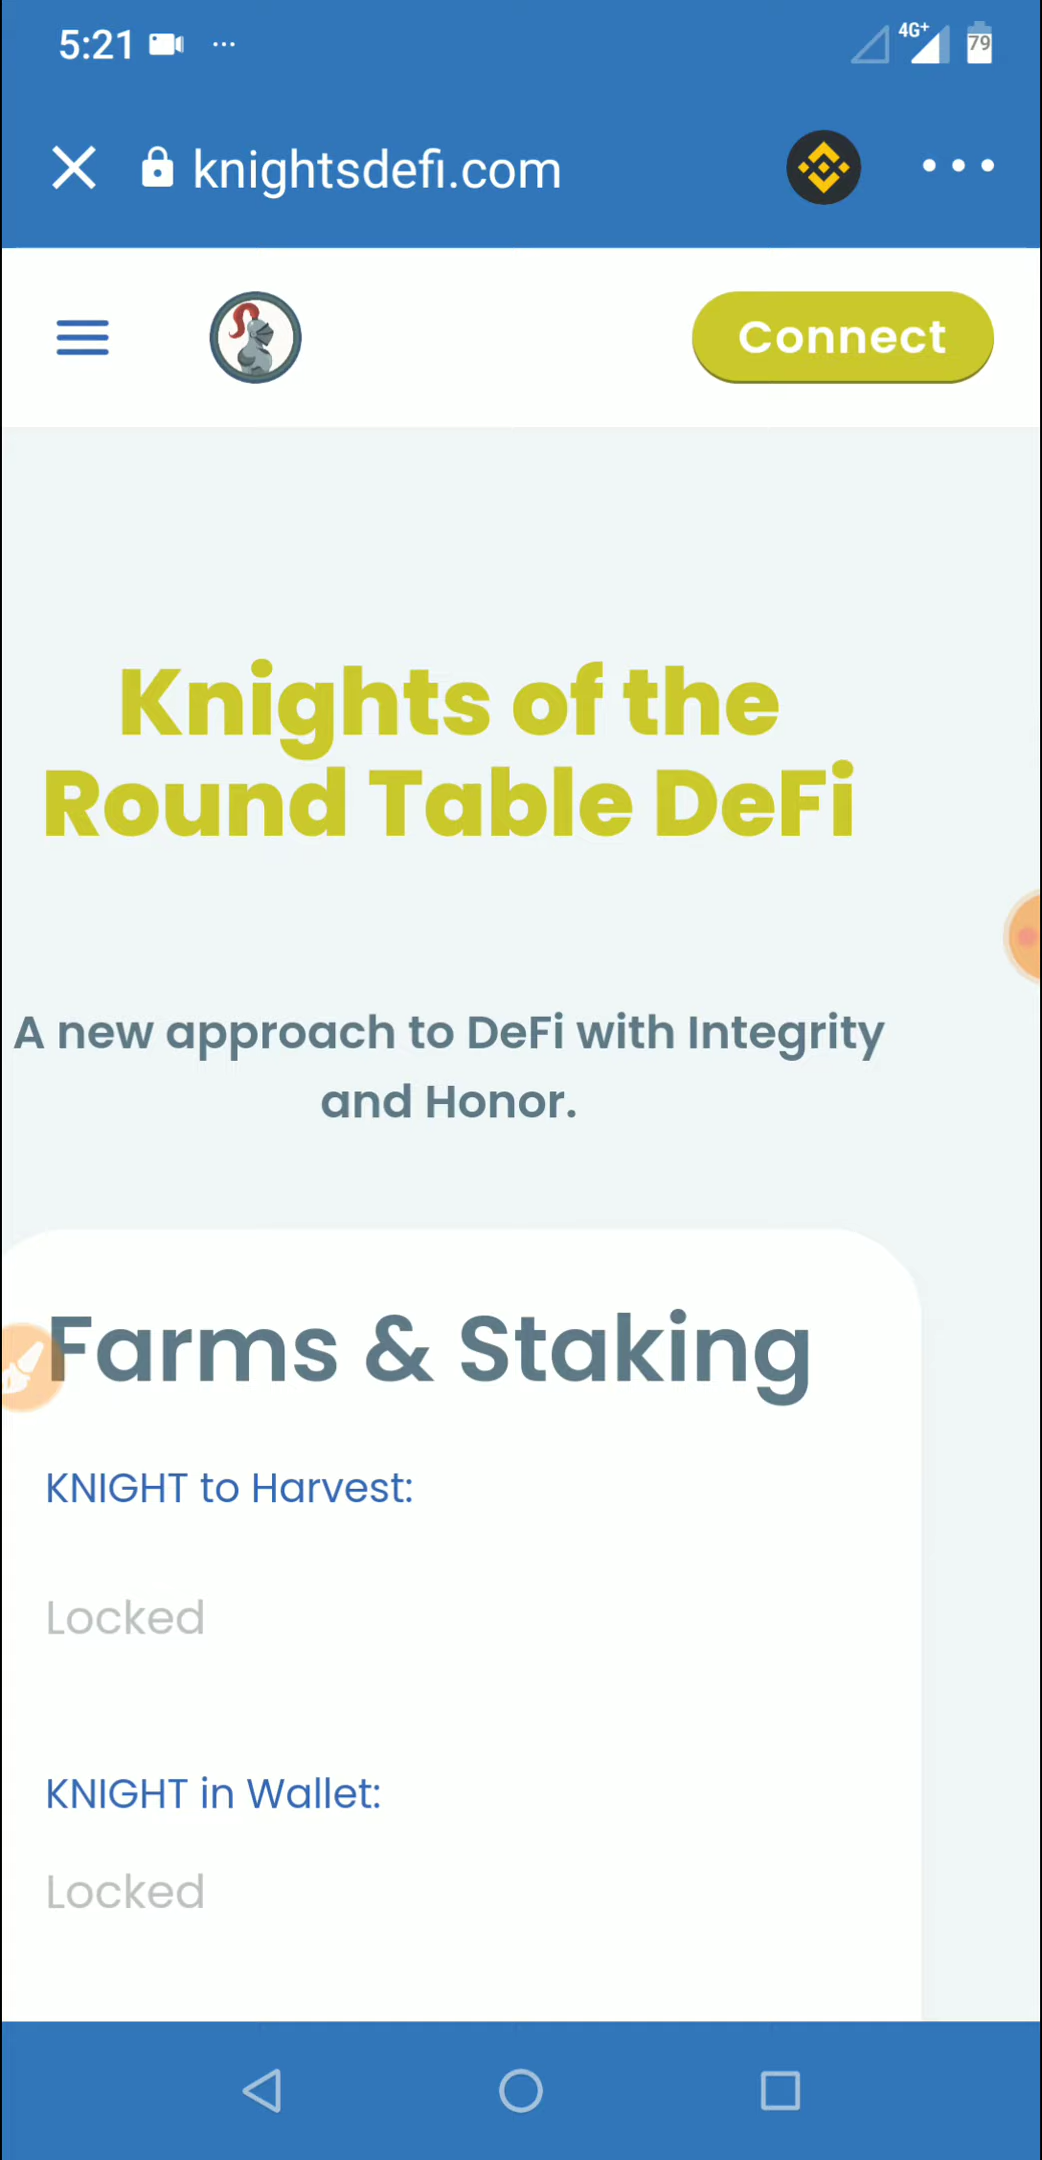 5:21
4G+
79
knightsdefi.com
Connect
Knights of the
Round Table DeFi
A new approach to DeFi with Integrity
and Honor.
Farms & Staking
KNIGHT to Harvest:
Locked
KNIGHT in Wallet:
Locked